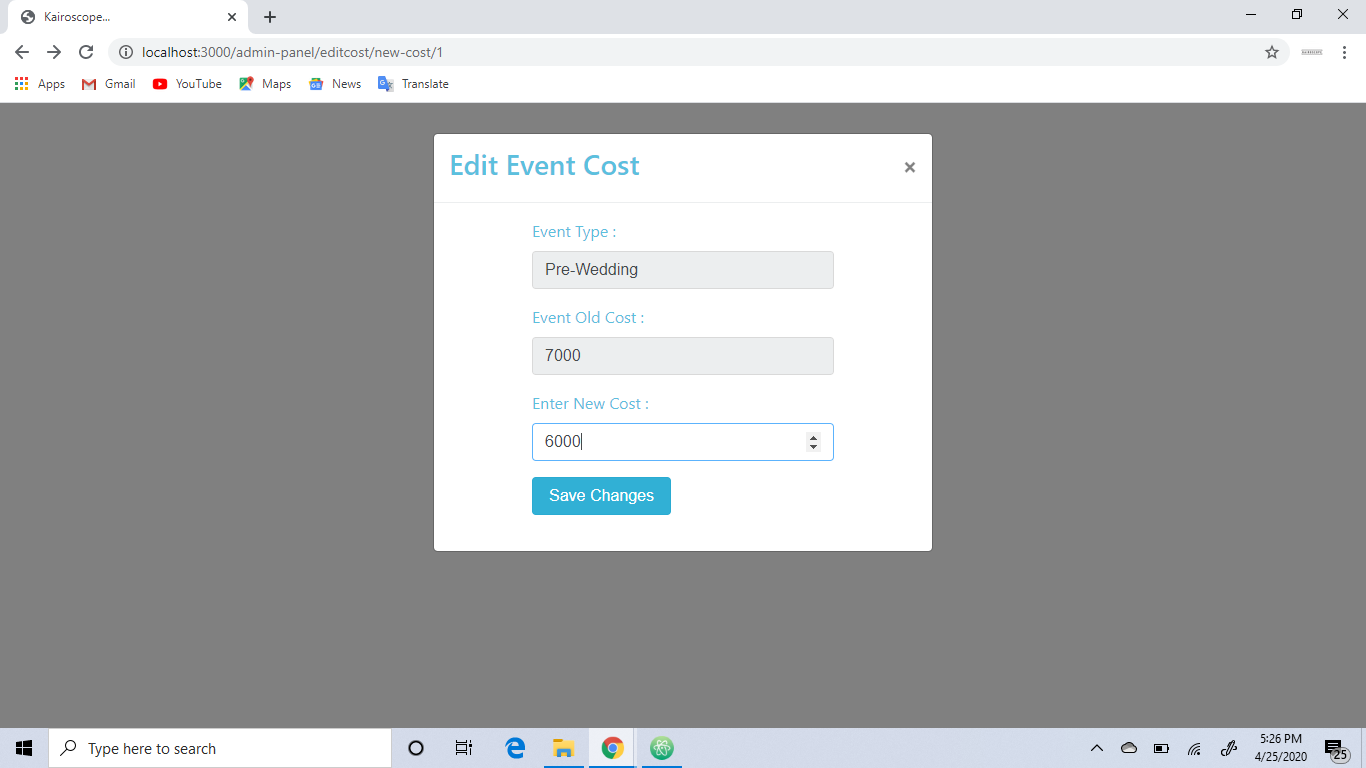 Kairoscope...
localhost:3000/admin-panel/editcost/new-cost/1
Apps Gmail YouTube Maps News Translate
Edit Event Cost
×
Event Type :
Pre-Wedding
Event Old Cost :
7000
Enter New Cost :
6000
Save Changes
Type here to search
5:26 PM
4/25/2020
25